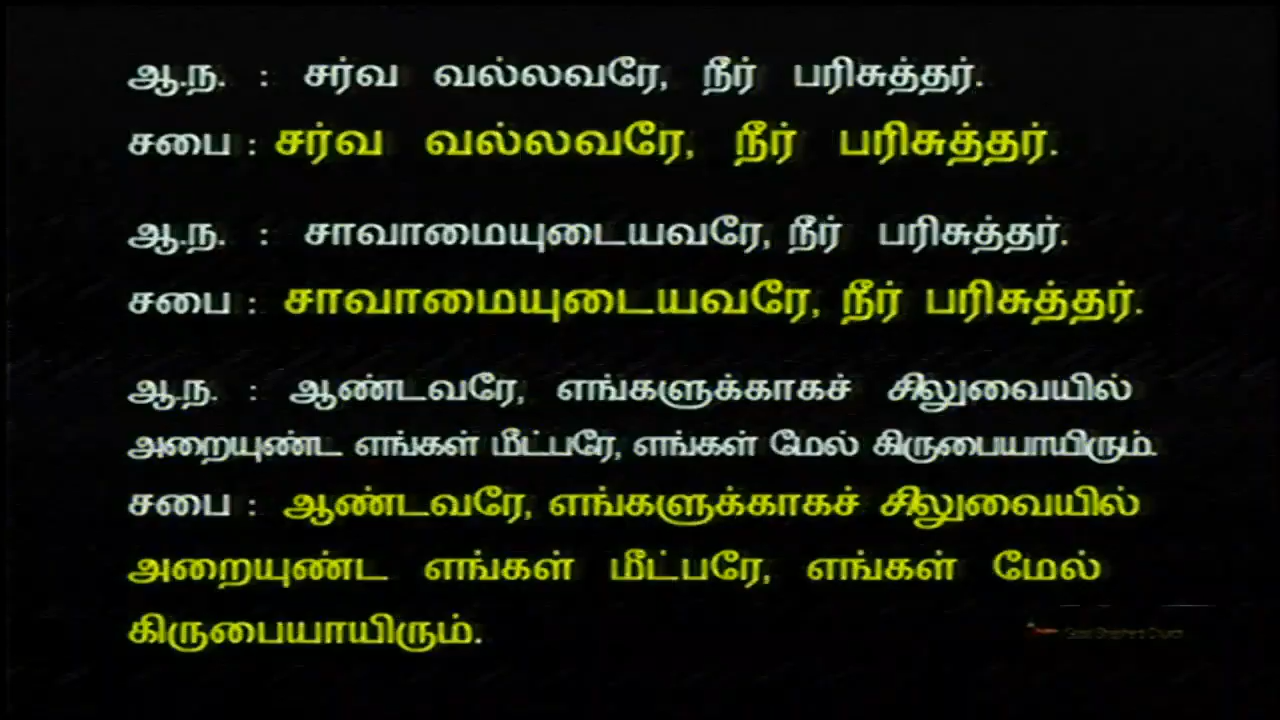 ஆ.ந. : சர்வ வல்லவரே, நீர் பரிசுத்தர்.
சபை : சர்வ வல்லவரே, நீர் பரிசுத்தர்.
ஆ.ந. : சாவாமையுடையவரே, நீர் பரிசுத்தர்.
சபை : சாவாமையுடையவரே, நீர் பரிசுத்தர்.
ஆ.ந. : ஆண்டவரே, எங்களுக்காகச் சிலுவையில்
அறையுண்ட எங்கள் மீட்பரே, எங்கள் மேல் கிருபையாயிரும்.
சபை : ஆண்டவரே, எங்களுக்காகச் சிலுவையில்
அறையுண்ட எங்கள் மீட்பரே, எங்கள் மேல்
கிருபையாயிரும்.